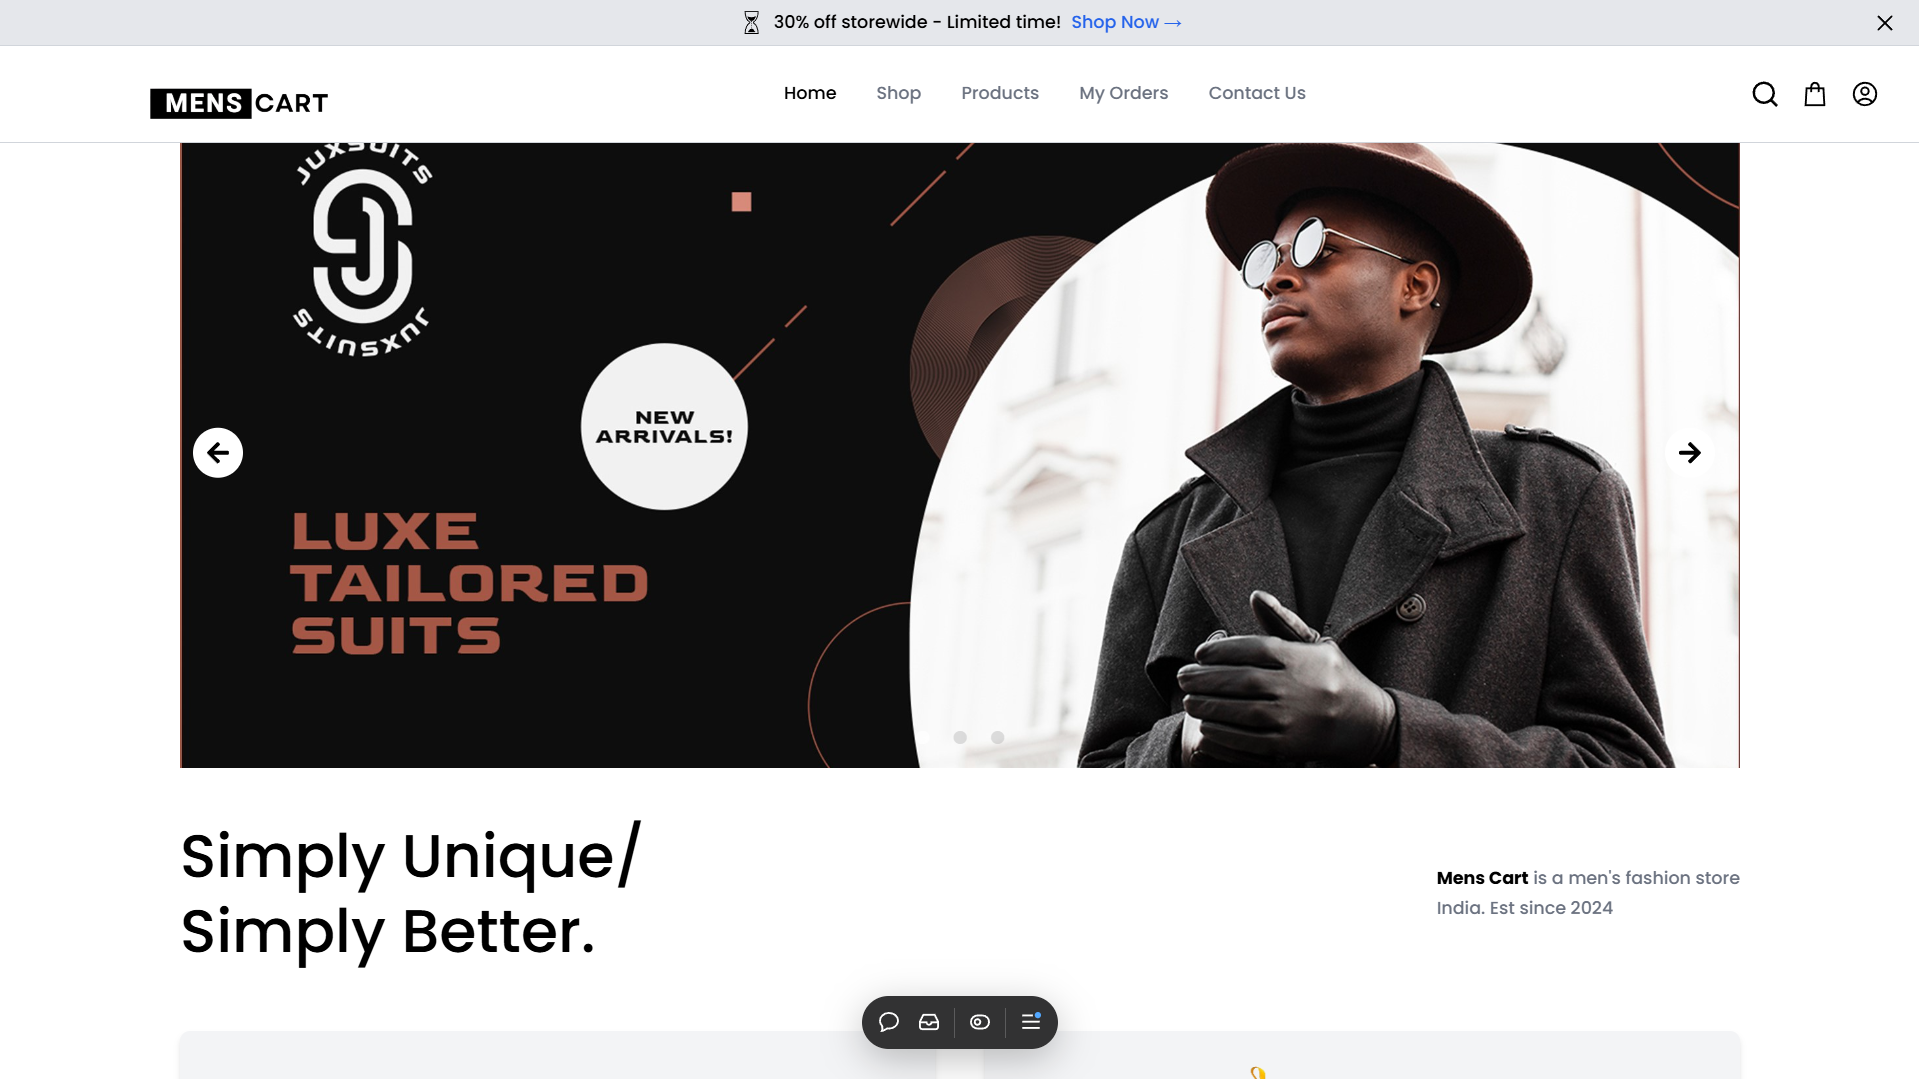 30% off storewide - Limited time! Shop Now →
MENS CART
Home Shop Products My Orders Contact Us
JUXSUITS
JUXSUITS
NEW
ARRIVALS!
LUXE
TAILORED
SUITS
Simply Unique/
Simply Better.
Mens Cart is a men's fashion store
India. Est since 2024